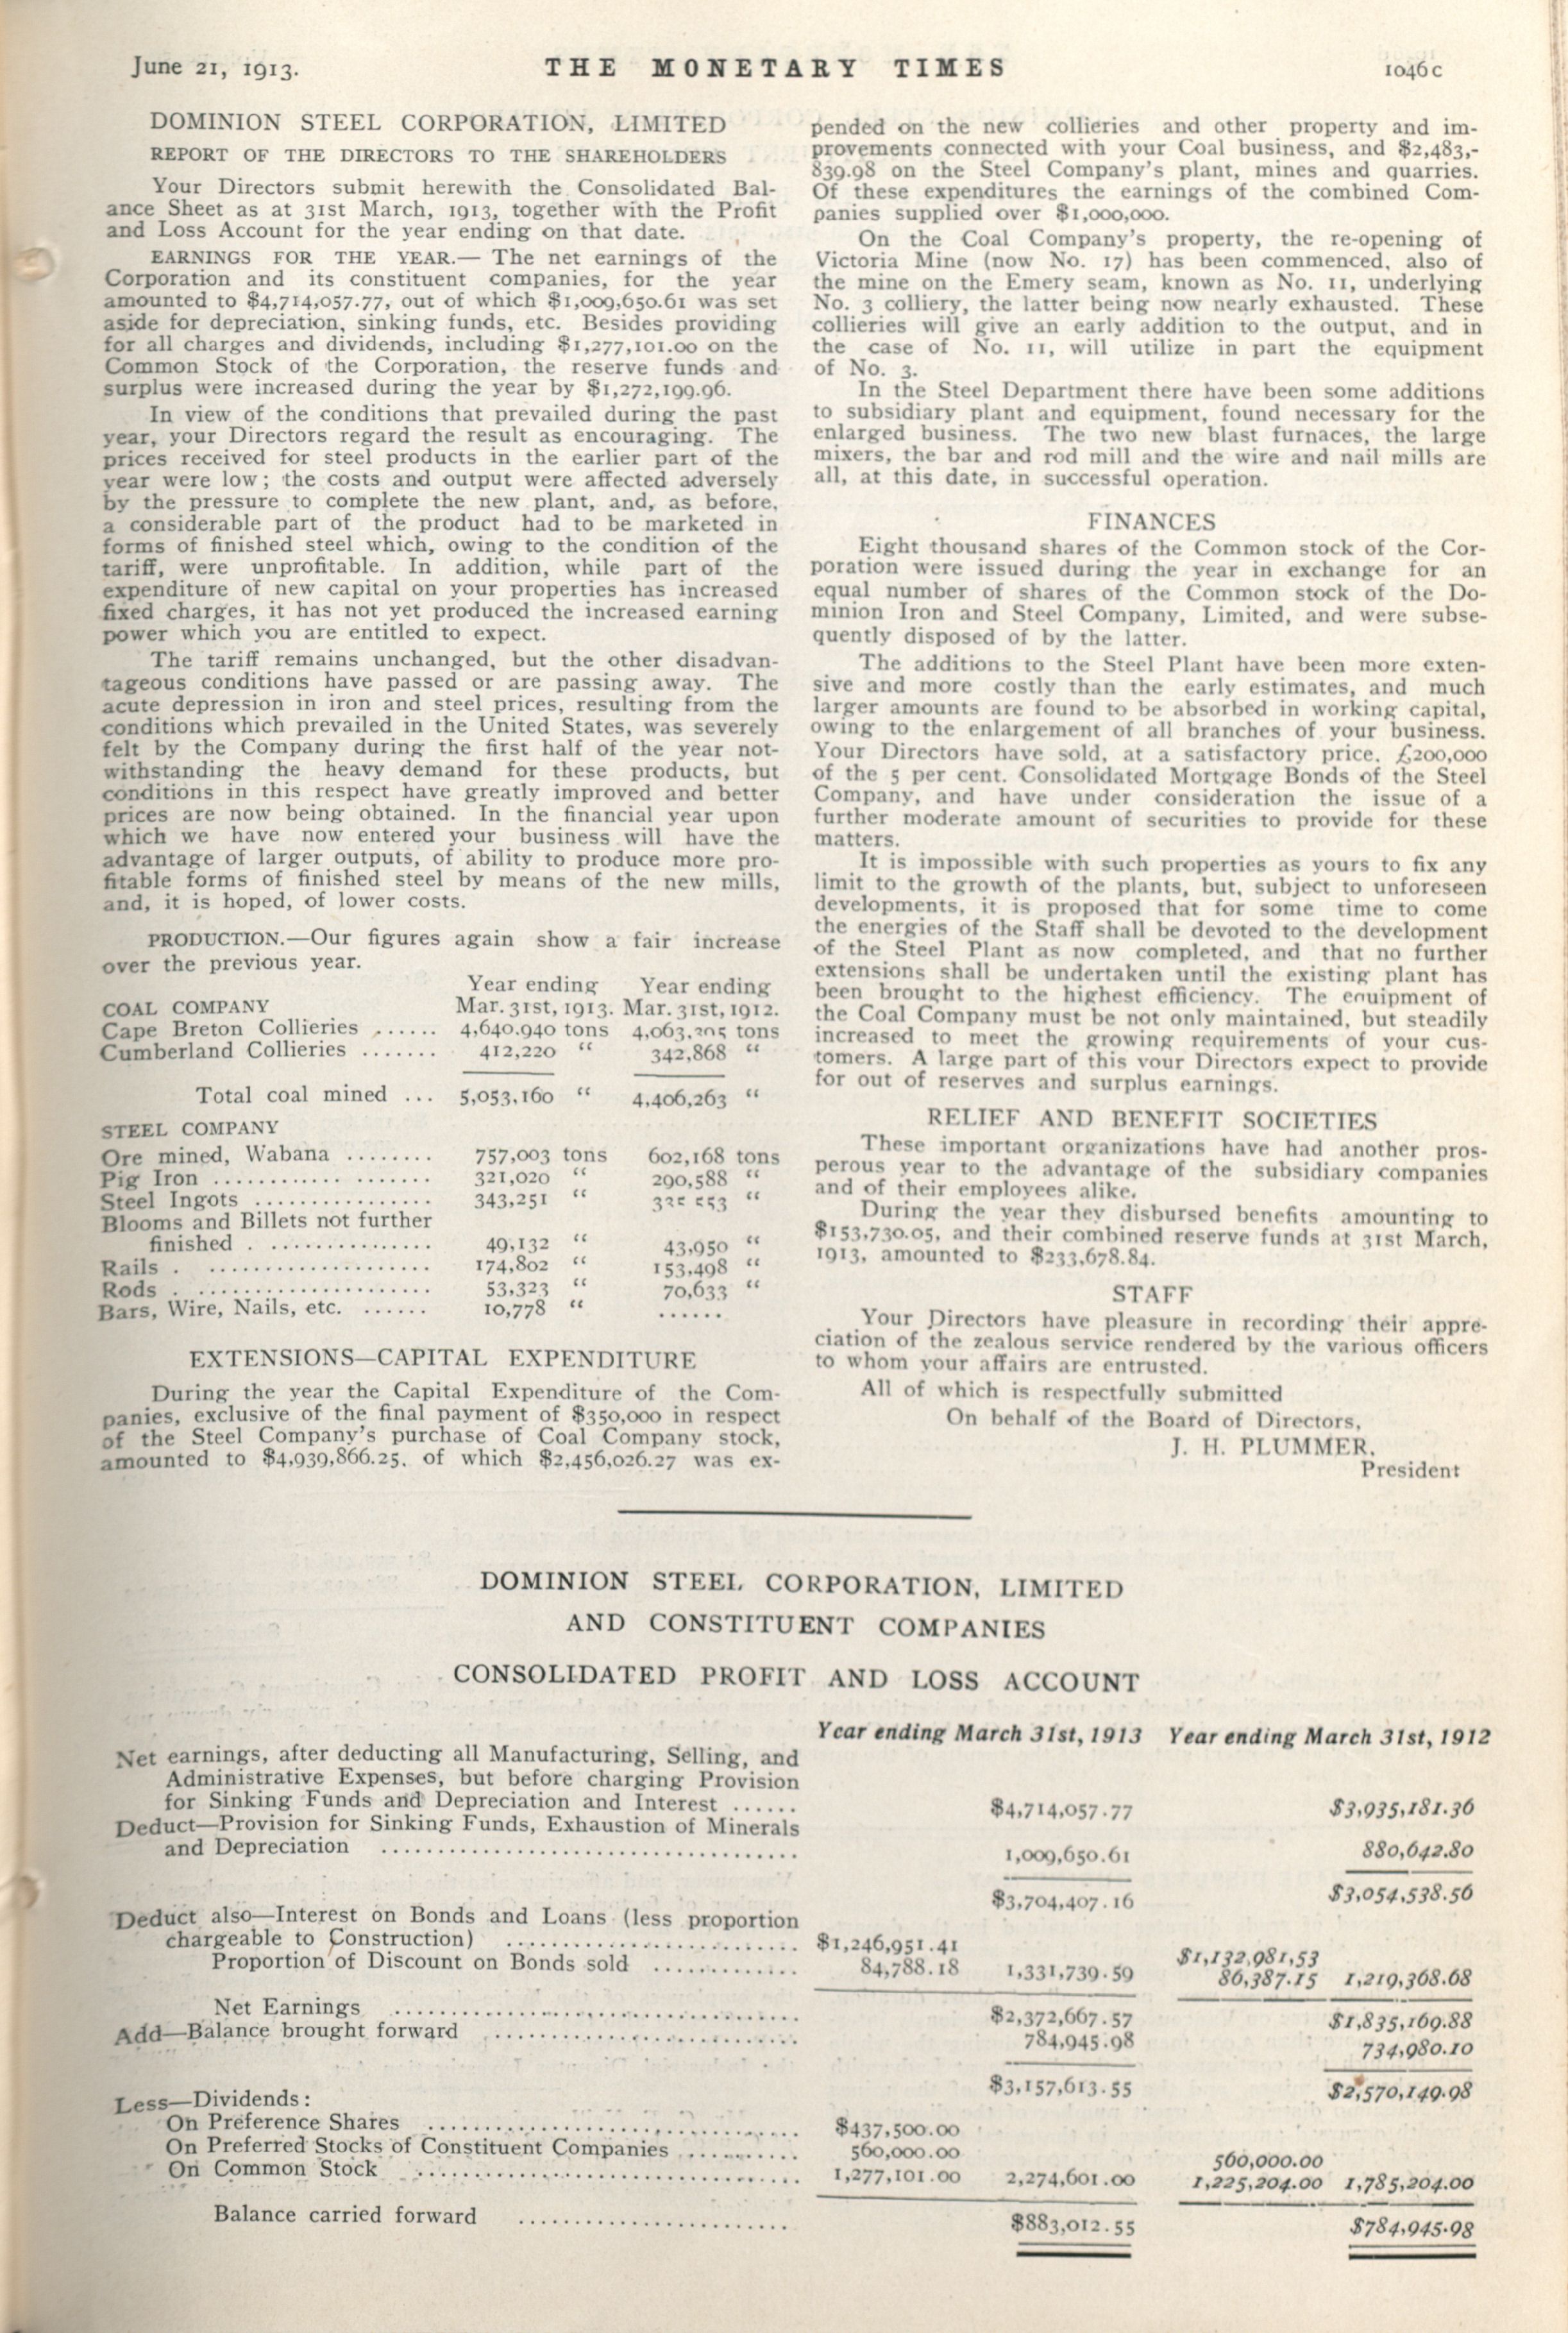 June 21, 1913.
THE MONETARY TIMES
1046c
DOMINION STEEL CORPORATION, LIMITED
REPORT OF THE DIRECTORS TO THE SHAREHOLDERS
Your Directors submit herewith the Consolidated Bal-
ance Sheet as at 31st March, 1913, together with the Profit
and Loss Account for the year ending on that date.
EARNINGS FOR THE YEAR.— The net earnings of the
Corporation and its constituent companies, for the year
amounted to $4,714,057.77, out of which $1,009,650.61 was set
aside for depreciation, sinking funds, etc. Besides providing
for all charges and dividends, including $1,277,101.00 on the
Common Stock of the Corporation, the reserve funds and
surplus were increased during the year by $1,272,199.96.
In view of the conditions that prevailed during the past
year, your Directors regard the result as encouraging. The
prices received for steel products in the earlier part of the
year were low; the costs and output were affected adversely
by the pressure to complete the new plant, and, as before,
a considerable part of the product had to be marketed in
forms of finished steel which, owing to the condition of the
tariff, were unprofitable. In addition, while part of the
expenditure of new capital on your properties has increased
fixed charges, it has not yet produced the increased earning
power which you are entitled to expect.
The tariff remains unchanged, but the other disadvan-
tageous conditions have passed or are passing away. The
acute depression in iron and steel prices, resulting from the
conditions which prevailed in the United States, was severely
felt by the Company during the first half of the year not-
withstanding the heavy demand for these products, but
conditions in this respect have greatly improved and better
prices are now being obtained. In the financial year upon
which we have now entered your business will have the
advantage of larger outputs, of ability to produce more pro-
fitable forms of finished steel by means of the new mills,
and, it is hoped, of lower costs.
PRODUCTION.—Our figures again show a fair increase
over the previous year.
Year ending Year ending
COAL COMPANY Mar. 31st, 1913. Mar. 31st, 1912.
Cape Breton Collieries ...... 4,640.940 tons tons
Cumberland Collieries ....... 412,220 “ 342,868 “
Total coal mined ... 5,053,160 “ 4,406,263 “
STEEL COMPANY
Ore mined, Wabana ........ 757,003 tons 602,168 tons
Pig Iron ................... 321,020 “ 290,588 “
Steel Ingots ................ 343,251 “ “
Blooms and Billets not further
finished . ............... 49,132 “ 43,950 “
Rails . .................... 174,802 “ 153,498 “
Rods . ..................... 53,323 “ 70,633 “
Bars, Wire, Nails, etc. ...... 10,778 “ ......
EXTENSIONS—CAPITAL EXPENDITURE
During the year the Capital Expenditure of the Com-
panies, exclusive of the final payment of $350,000 in respect
of the Steel Company's purchase of Coal Company stock,
amounted to $4,939,866.25, of which $2,456,026.27 was ex-
pended on the new collieries and other property and im-
provements connected with your Coal business, and $2,483,-
839.98 on the Steel Company's plant, mines and quarries.
Of these expenditures the earnings of the combined Com-
panies supplied over $1,000,000.
On the Coal Company's property, the re-opening of
Victoria Mine (now No. 17) has been commenced, also of
the mine on the Emery seam, known as No. 11, underlying
No. 3 colliery, the latter being now nearly exhausted. These
collieries will give an early addition to the output, and in
the case of No. 11, will utilize in part the equipment
of No. 3.
In the Steel Department there have been some additions
to subsidiary plant and equipment, found necessary for the
enlarged business. The two new blast furnaces, the large
mixers, the bar and rod mill and the wire and nail mills are
all, at this date, in successful operation.
FINANCES
Eight thousand shares of the Common stock of the Cor-
poration were issued during the year in exchange for an
equal number of shares of the Common stock of the Do-
minion Iron and Steel Company, Limited, and were subse-
quently disposed of by the latter.
The additions to the Steel Plant have been more exten-
sive and more costly than the early estimates, and much
larger amounts are found to be absorbed in working capital,
owing to the enlargement of all branches of your business.
Your Directors have sold, at a satisfactory price, £200,000
of the 5 per cent. Consolidated Mortgage Bonds of the Steel
Company, and have under consideration the issue of a
further moderate amount of securities to provide for these
matters.
It is impossible with such properties as yours to fix any
limit to the growth of the plants, but, subject to unforeseen
developments, it is proposed that for some time to come
the energies of the Staff shall be devoted to the development
of the Steel Plant as now completed, and that no further
extensions shall be undertaken until the existing plant has
been brought to the highest efficiency. The equipment of
the Coal Company must be not only maintained, but steadily
increased to meet the growing requirements of your cus-
tomers. A large part of this your Directors expect to provide
for out of reserves and surplus earnings.
RELIEF AND BENEFIT SOCIETIES
These important organizations have had another pros-
perous year to the advantage of the subsidiary companies
and of their employees alike.
During the year they disbursed benefits amounting to
$153,730.05, and their combined reserve funds at 31st March,
1913, amounted to $233,678.84.
STAFF
Your Directors have pleasure in recording their appre-
ciation of the zealous service rendered by the various officers
to whom your affairs are entrusted.
All of which is respectfully submitted
On behalf of the Board of Directors,
J. H. PLUMMER,
President
DOMINION STEEL CORPORATION, LIMITED
AND CONSTITUENT COMPANIES
CONSOLIDATED PROFIT AND LOSS ACCOUNT
Year ending March 31st, 1913 Year ending March 31st, 1912
Net earnings, after deducting all Manufacturing, Selling, and
Administrative Expenses, but before charging Provision
for Sinking Funds and Depreciation and Interest ...... $4,714,057.77 $3,935,181.36
Deduct—Provision for Sinking Funds, Exhaustion of Minerals
and Depreciation .................................... 1,009,650.61 880,642.80
$3,704,407.16 $3,054,538.56
Deduct also—Interest on Bonds and Loans (less proportion
chargeable to Construction) ......................... $1,246,951.41 $1,132,981.53
Proportion of Discount on Bonds sold ............. 84,788.18 1,331,739.59 86,387.15 1,219,368.68
Net Earnings .................................... $2,372,667.57 $1,835,169.88
Add—Balance brought forward ........................... 784,945.98 734,980.10
$3,157,613.55 $2,570,149.98
Less—Dividends:
On Preference Shares ................................ $437,500.00
On Preferred Stocks of Constituent Companies ........... 560,000.00 560,000.00
On Common Stock .................................... 1,277,101.00 2,274,601.00 1,225,204.00 1,785,204.00
Balance carried forward ........................ $883,012.55 $784,945.98